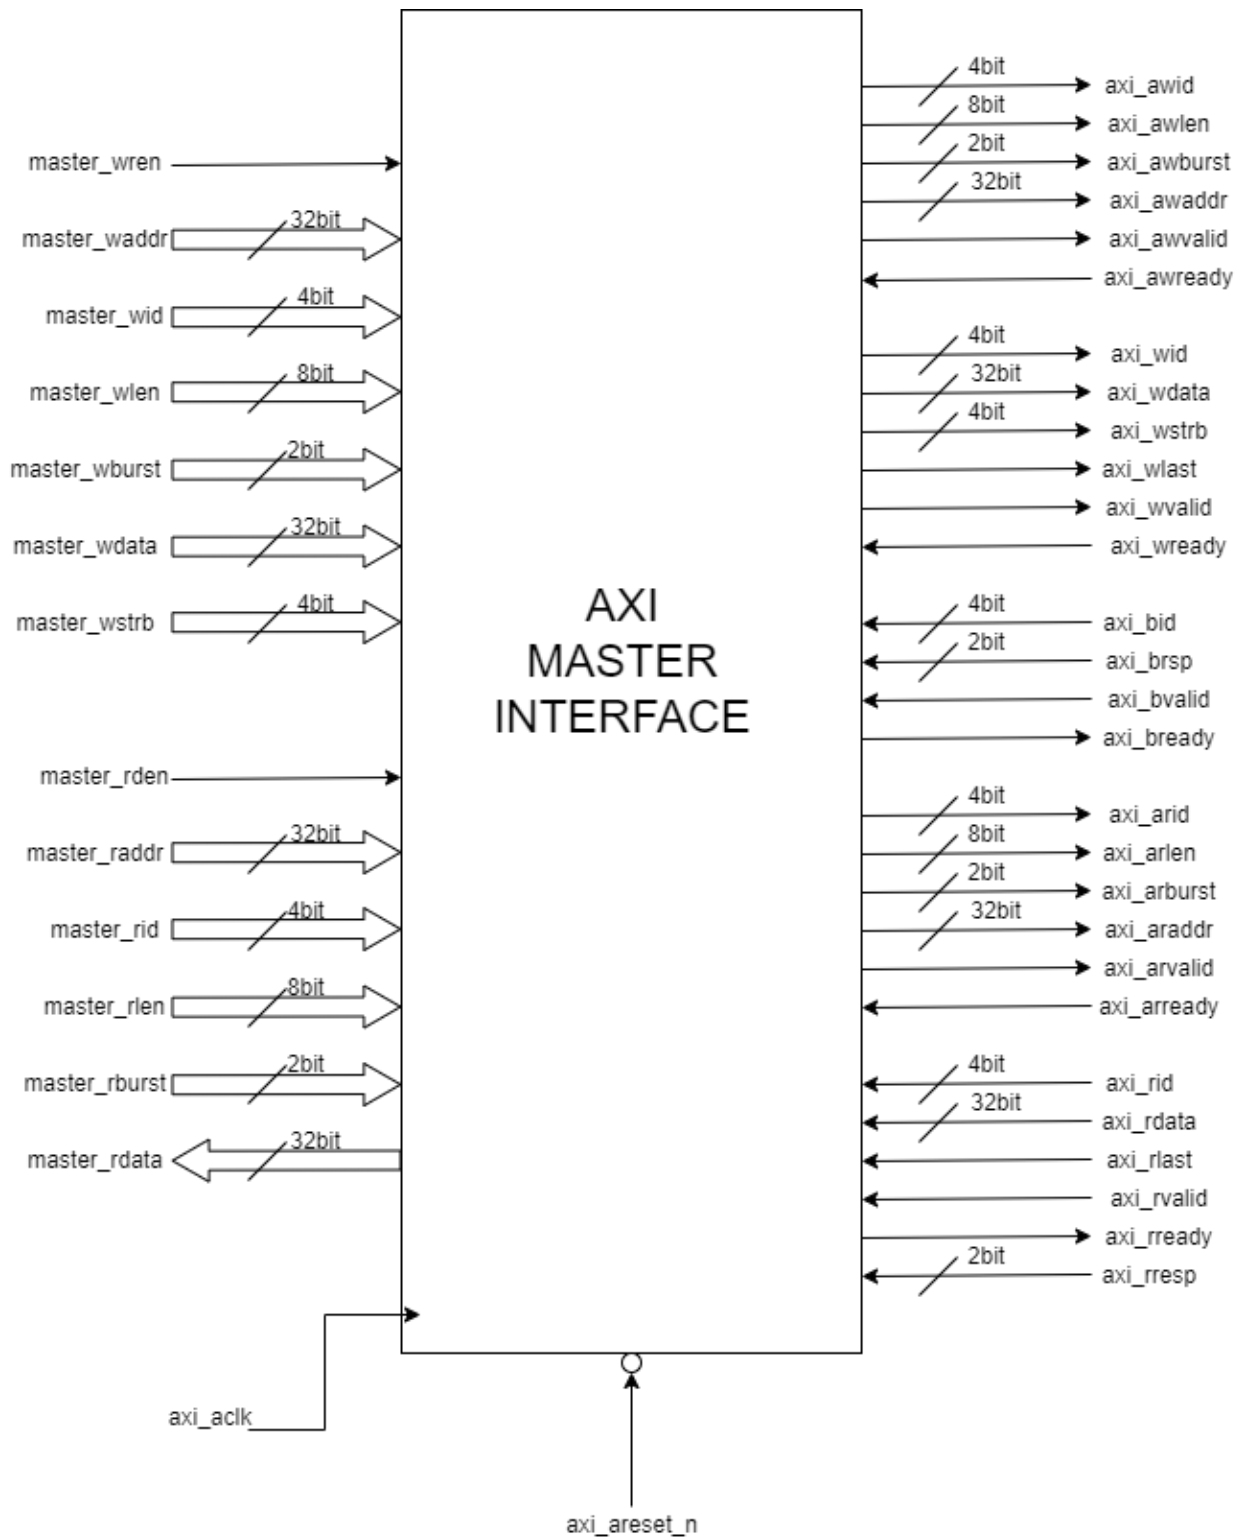 master_wren
master_waddr
32bit
master_wid
4bit
master_wlen
8bit
master_wburst
2bit
master_wdata
32bit
master_wstrb
4bit
master_rden
master_raddr
32bit
master_rid
4bit
master_rlen
8bit
master_rburst
2bit
master_rdata
32bit
axi_aclk
AXI
MASTER
INTERFACE
axi_areset_n
4bit
axi_awid
8bit
axi_awlen
2bit
axi_awburst
32bit
axi_awaddr
axi_awvalid
axi_awready
4bit
axi_wid
32bit
axi_wdata
4bit
axi_wstrb
axi_wlast
axi_wvalid
axi_wready
4bit
axi_bid
2bit
axi_brsp
axi_bvalid
axi_bready
4bit
axi_arid
8bit
axi_arlen
2bit
axi_arburst
32bit
axi_araddr
axi_arvalid
axi_arready
4bit
axi_rid
32bit
axi_rdata
axi_rlast
axi_rvalid
axi_rready
2bit
axi_rresp